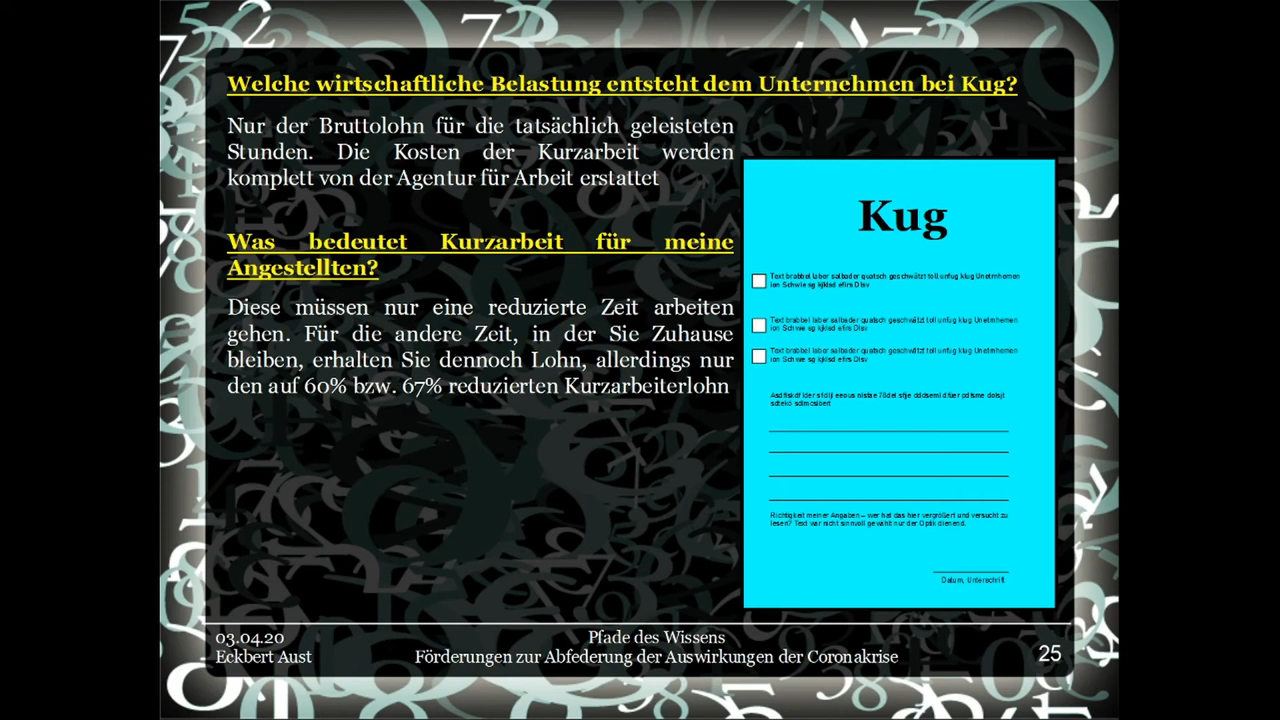 Welche wirtschaftliche Belastung entsteht dem Unternehmen bei Kug?
Nur der Bruttolohn für die tatsächlich geleisteten
Stunden. Die Kosten der Kurzarbeit werden
komplett von der Agentur für Arbeit erstattet
Was bedeutet Kurzarbeit für meine
Angestellten?
Diese müssen nur eine reduzierte Zeit arbeiten
gehen. Für die andere Zeit, in der Sie Zuhause
bleiben, erhalten Sie dennoch Lohn, allerdings nur
den auf 60% bzw. 67% reduzierten Kurzarbeiterlohn
Kug
Text brabbel labor salbader quatsch geschwätzt toll unfug klug
Text brabbel labor salbader quatsch geschwätzt toll unfug klug
Text brabbel labor salbader quatsch geschwätzt toll unfug klug
Richtigkeit meiner Angaben – wer hat das hier vergrößert und versucht zu
lesen? Text war nicht sinnvoll gewählt nur der Optik dienend.
Datum, Unterschrift
03.04.20
Eckbert Aust
Pfade des Wissens
Förderungen zur Abfederung der Auswirkungen der Coronakrise
25